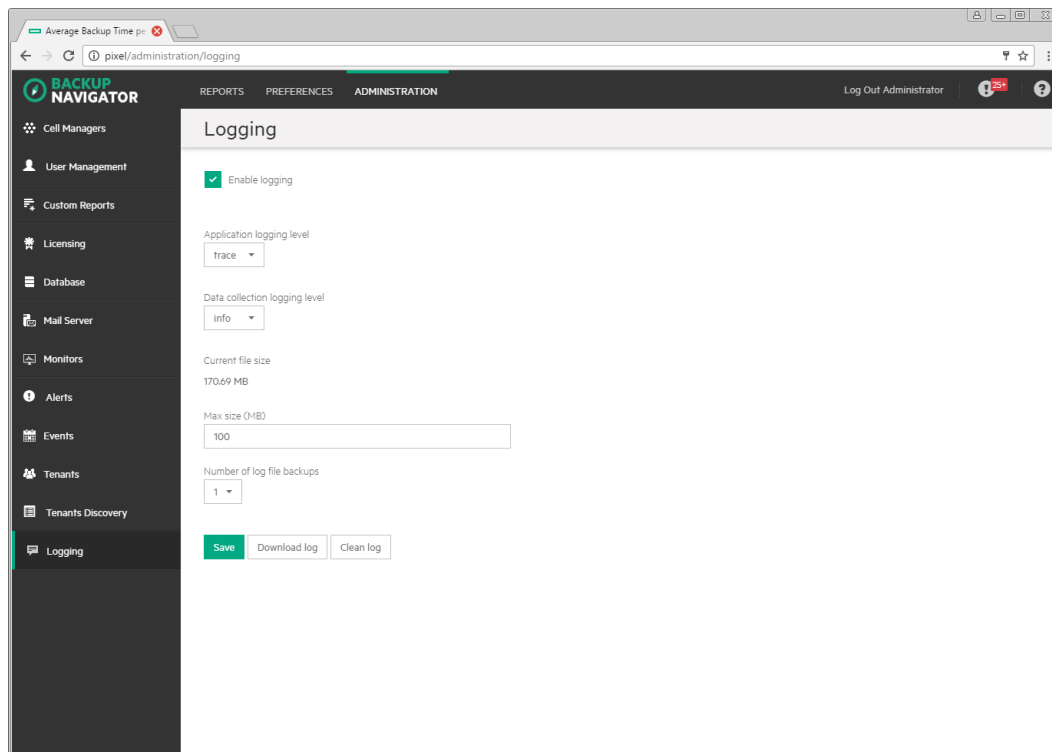 Average Backup Time pe
pixel/administration/logging
BACKUP
NAVIGATOR
REPORTS PREFERENCES ADMINISTRATION Log Out Administrator 25+
Cell Managers
User Management
Custom Reports
Licensing
Database
Mail Server
Monitors
Alerts
Events
Tenants
Tenants Discovery
Logging
Logging
Enable logging
Application logging level
trace
Data collection logging level
info
Current file size
170.69 MB
Max size (MB)
100
Number of log file backups
1
Save Download log Clean log